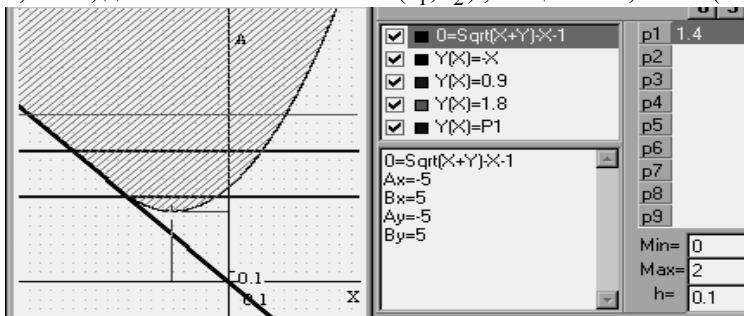 A
0.1
0.1
X
0=Sqrt(X+Y)-X-1
Y(X)=-X
Y(X)=0.9
Y(X)=1.8
Y(X)=P1
0=Sqrt(X+Y)-X-1
Ax=-5
Bx=5
Ay=-5
By=5
p1 1.4
p2
p3
p4
p5
p6
p7
p8
p9
Min= 0
Max= 2
h= 0.1